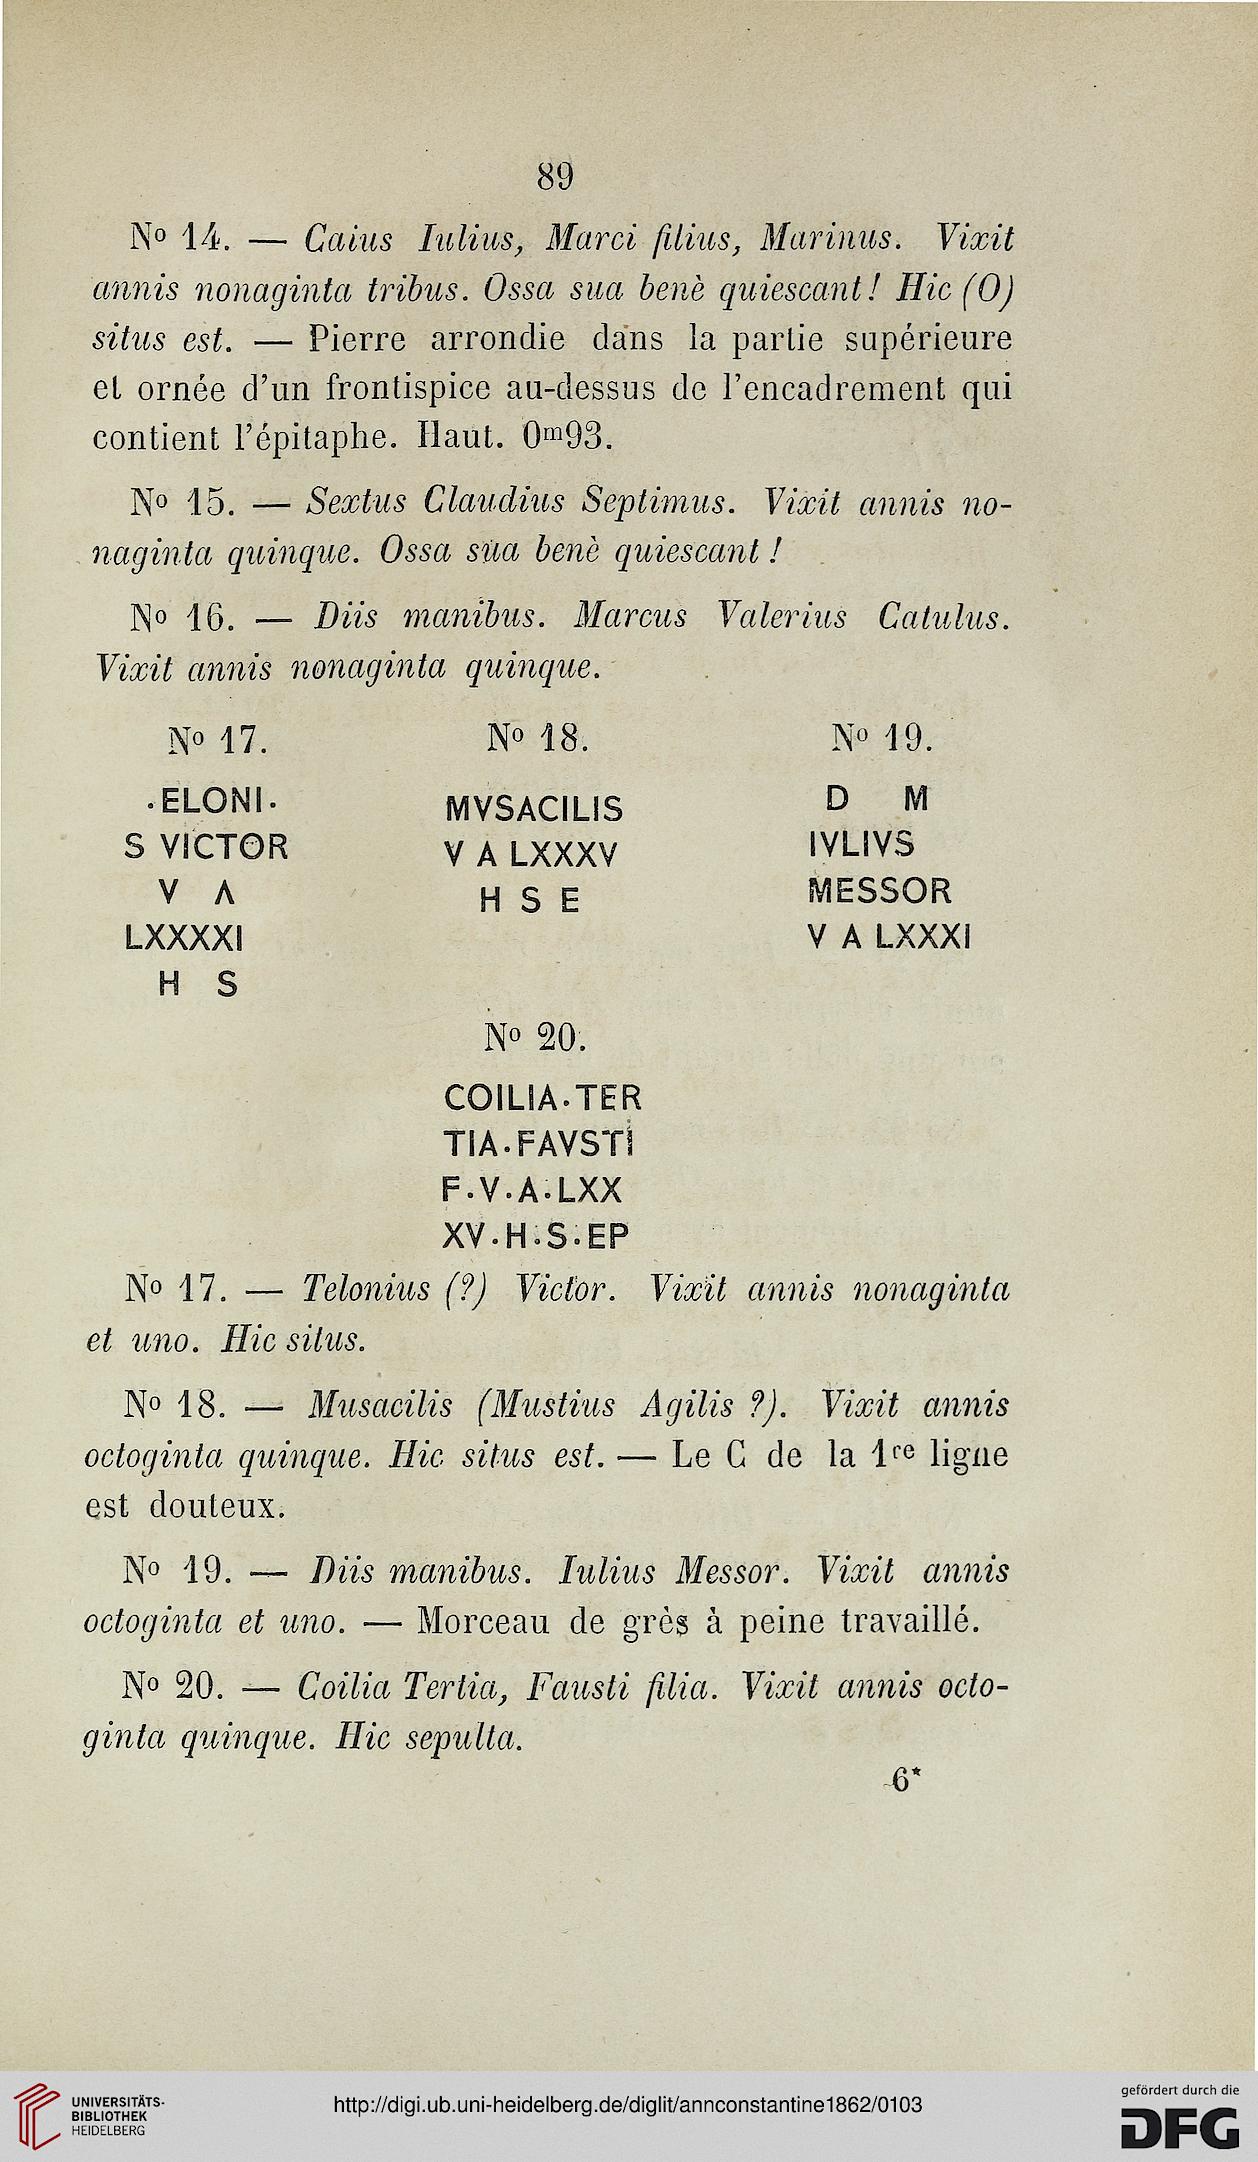 89
Nº 14. — Caius Iulius, Marci filius, Marinus. Vixit
annis nonaginta tribus. Ossa sua benè quiescant! Hic (O)
situs est. — Pierre arrondie dans la partie supérieure
et ornée d'un frontispice au-dessus de l'encadrement qui
contient l'épitaphe. Haut. 0m93.
Nº 15. — Sextus Claudius Septimus. Vixit annis no-
naginta quinque. Ossa sua benè quiescant!
Nº 16. — Diis manibus. Marcus Valerius Catulus.
Vixit annis nonaginta quinque.
Nº 17.
.ELONI.
S VICTOR
V Λ
LXXXXI
H S
Nº 18.
MVSACILIS
V A LXXXV
H S E
Nº 19.
D M
IVLIVS
MESSOR
V A LXXXI
Nº 20.
COILIA.TER
TIA.FAVSTI
F.V.A.LXX
XV.H.S.EP
Nº 17. — Telonius (?) Victor. Vixit annis nonaginta
et uno. Hic situs.
Nº 18. — Musacilis (Mustius Agilis ?). Vixit annis
octoginta quinque. Hic situs est. — Le C de la 1re ligne
est douteux.
Nº 19. — Diis manibus. Iulius Messor. Vixit annis
octoginta et uno. — Morceau de grès à peine travaillé.
Nº 20. — Coilia Tertia, Fausti filia. Vixit annis octo-
ginta quinque. Hic sepulta.
6*
UNIVERSITÄTS-
BIBLIOTHEK
HEIDELBERG
http://digi.ub.uni-heidelberg.de/diglit/annconstantine1862/0103
gefördert durch die
DFG